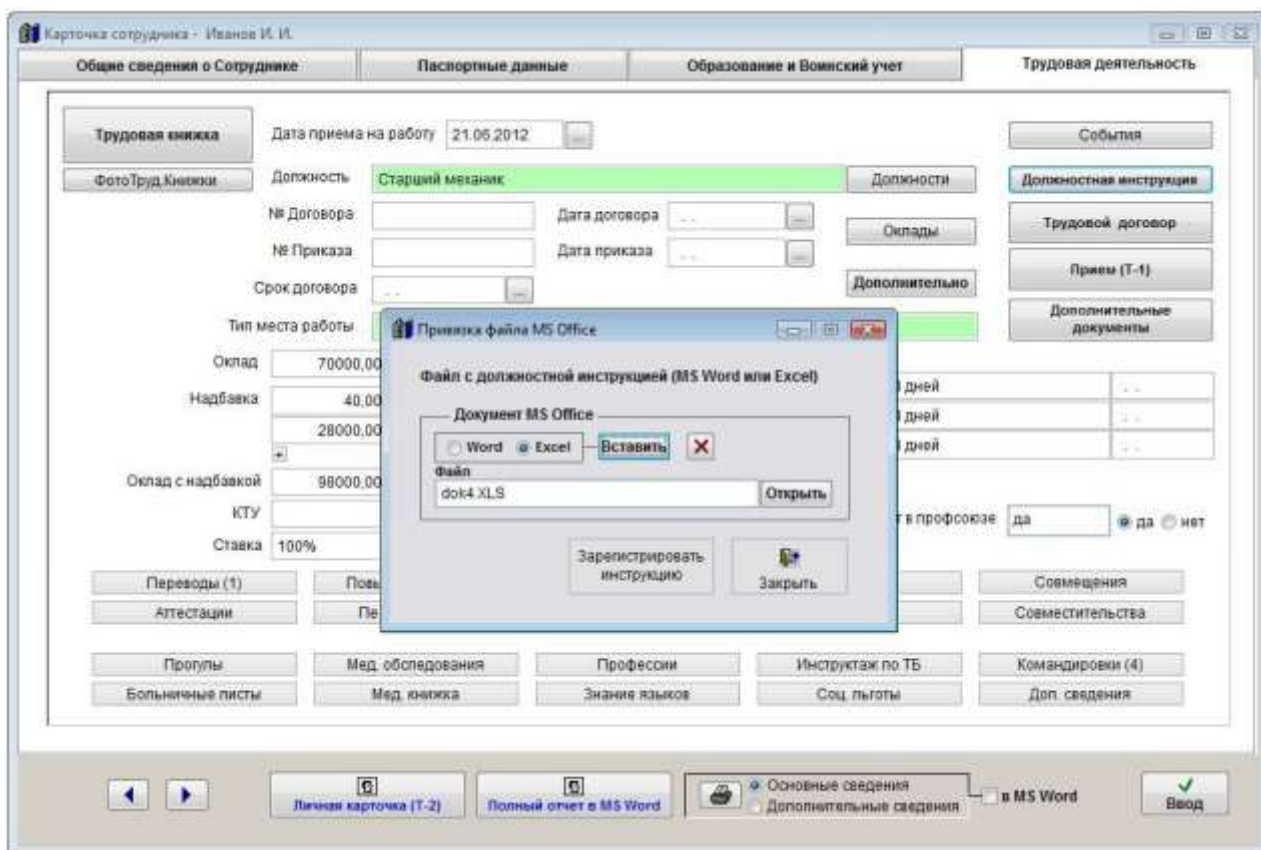 Карточка сотрудника - Иванов И. И.
Общие сведения о Сотруднике
Паспортные данные
Образование и Воинский учет
Трудовая деятельность
Трудовая книжка
Дата приема на работу 21.06.2012 ...
События
ФотоТруд.Книжки
Должность Старший механик
Должности
Должностная инструкция
№ Договора
Дата договора . . ...
Оклады
Трудовой договор
№ Приказа
Дата приказа . . ...
Прием (Т-1)
Срок договора . . ...
Дополнительно
Дополнительные
документы
Тип места работы
Привязка файла MS Office
Оклад 70000,00
Файл с должностной инструкцией (MS Word или Excel)
дней . .
Надбавка 40,00
Документ MS Office
дней . .
28000,00
Word Excel Вставить
дней . .
+
Файл
Оклад с надбавкой 98000,00
dok4.XLS Открыть
КТУ
т в профсоюзе да да нет
Ставка 100%
Зарегистрировать
инструкцию
Закрыть
Переводы (1)
Повы
Совмещения
Аттестации
Пе
Совместительства
Прогулы
Мед. обследования
Профессии
Инструктаж по ТБ
Командировки (4)
Больничные листы
Мед. книжка
Знание языков
Соц. льготы
Доп. сведения
Личная карточка (Т-2)
Полный отчет в MS Word
Основные сведения
Дополнительные сведения
в MS Word
Ввод